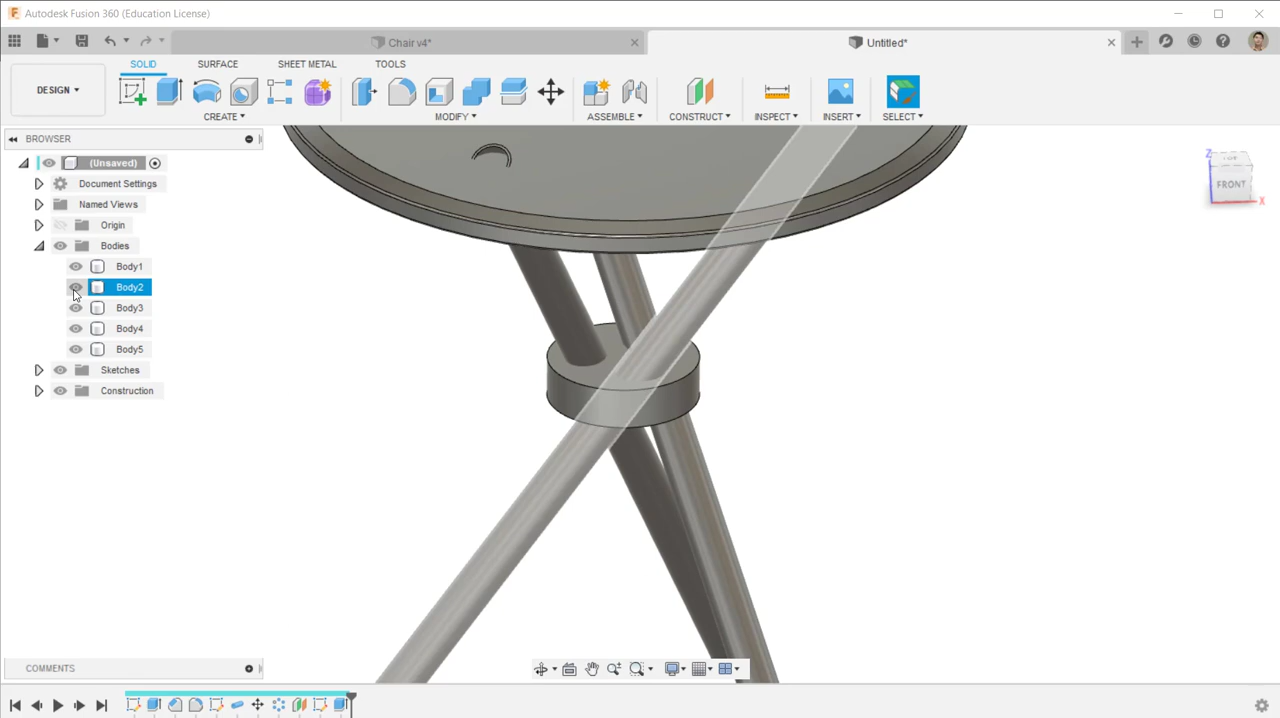 Autodesk Fusion 360 (Education License)
Chair v4*
Untitled*
DESIGN
SOLID
SURFACE
SHEET METAL
TOOLS
CREATE
MODIFY
ASSEMBLE
CONSTRUCT
INSPECT
INSERT
SELECT
BROWSER
(Unsaved)
Document Settings
Named Views
Origin
Bodies
Body1
Body2
Body3
Body4
Body5
Sketches
Construction
Z
TOP
FRONT
X
COMMENTS